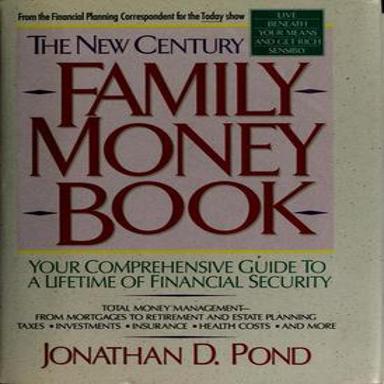 From the Financial Planning Correspondent for the Today show
LIVE
BENEATH
YOUR MEANS
AND GET RICH
SENSIBLY
THE NEW CENTURY
FAMILY
MONEY
BOOK
YOUR COMPREHENSIVE GUIDE TO
A LIFETIME OF FINANCIAL SECURITY
TOTAL MONEY MANAGEMENT—
FROM MORTGAGES TO RETIREMENT AND ESTATE PLANNING
TAXES • INVESTMENTS • INSURANCE • HEALTH COSTS • AND MORE
JONATHAN D. POND